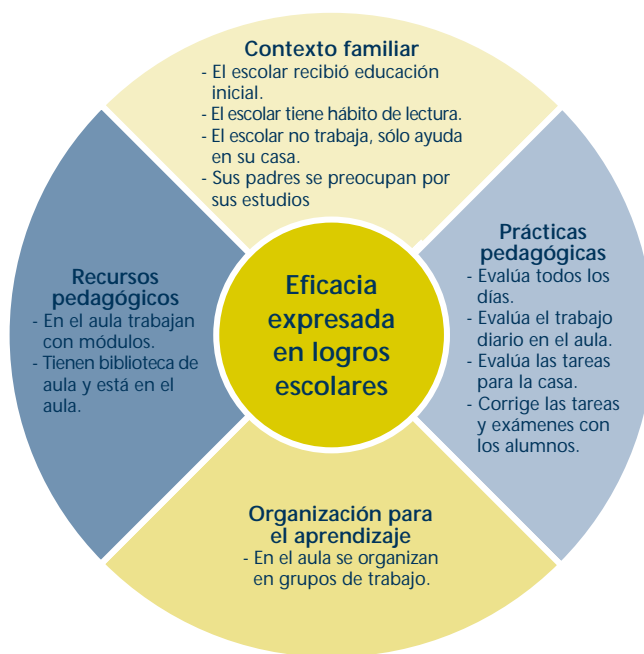 Contexto familiar
- El escolar recibió educación
inicial.
- El escolar tiene hábito de lectura.
- El escolar no trabaja, sólo ayuda
en su casa.
- Sus padres se preocupan por
sus estudios
Recursos
pedagógicos
- En el aula trabajan
con módulos.
- Tienen biblioteca de
aula y está en el
aula.
Eficacia
expresada
en logros
escolares
Prácticas
pedagógicas
- Evalúa todos los
días.
- Evalúa el trabajo
diario en el aula.
- Evalúa las tareas
para la casa.
- Corrige las tareas
y exámenes con
los alumnos.
Organización para
el aprendizaje
- En el aula se organizan
en grupos de trabajo.